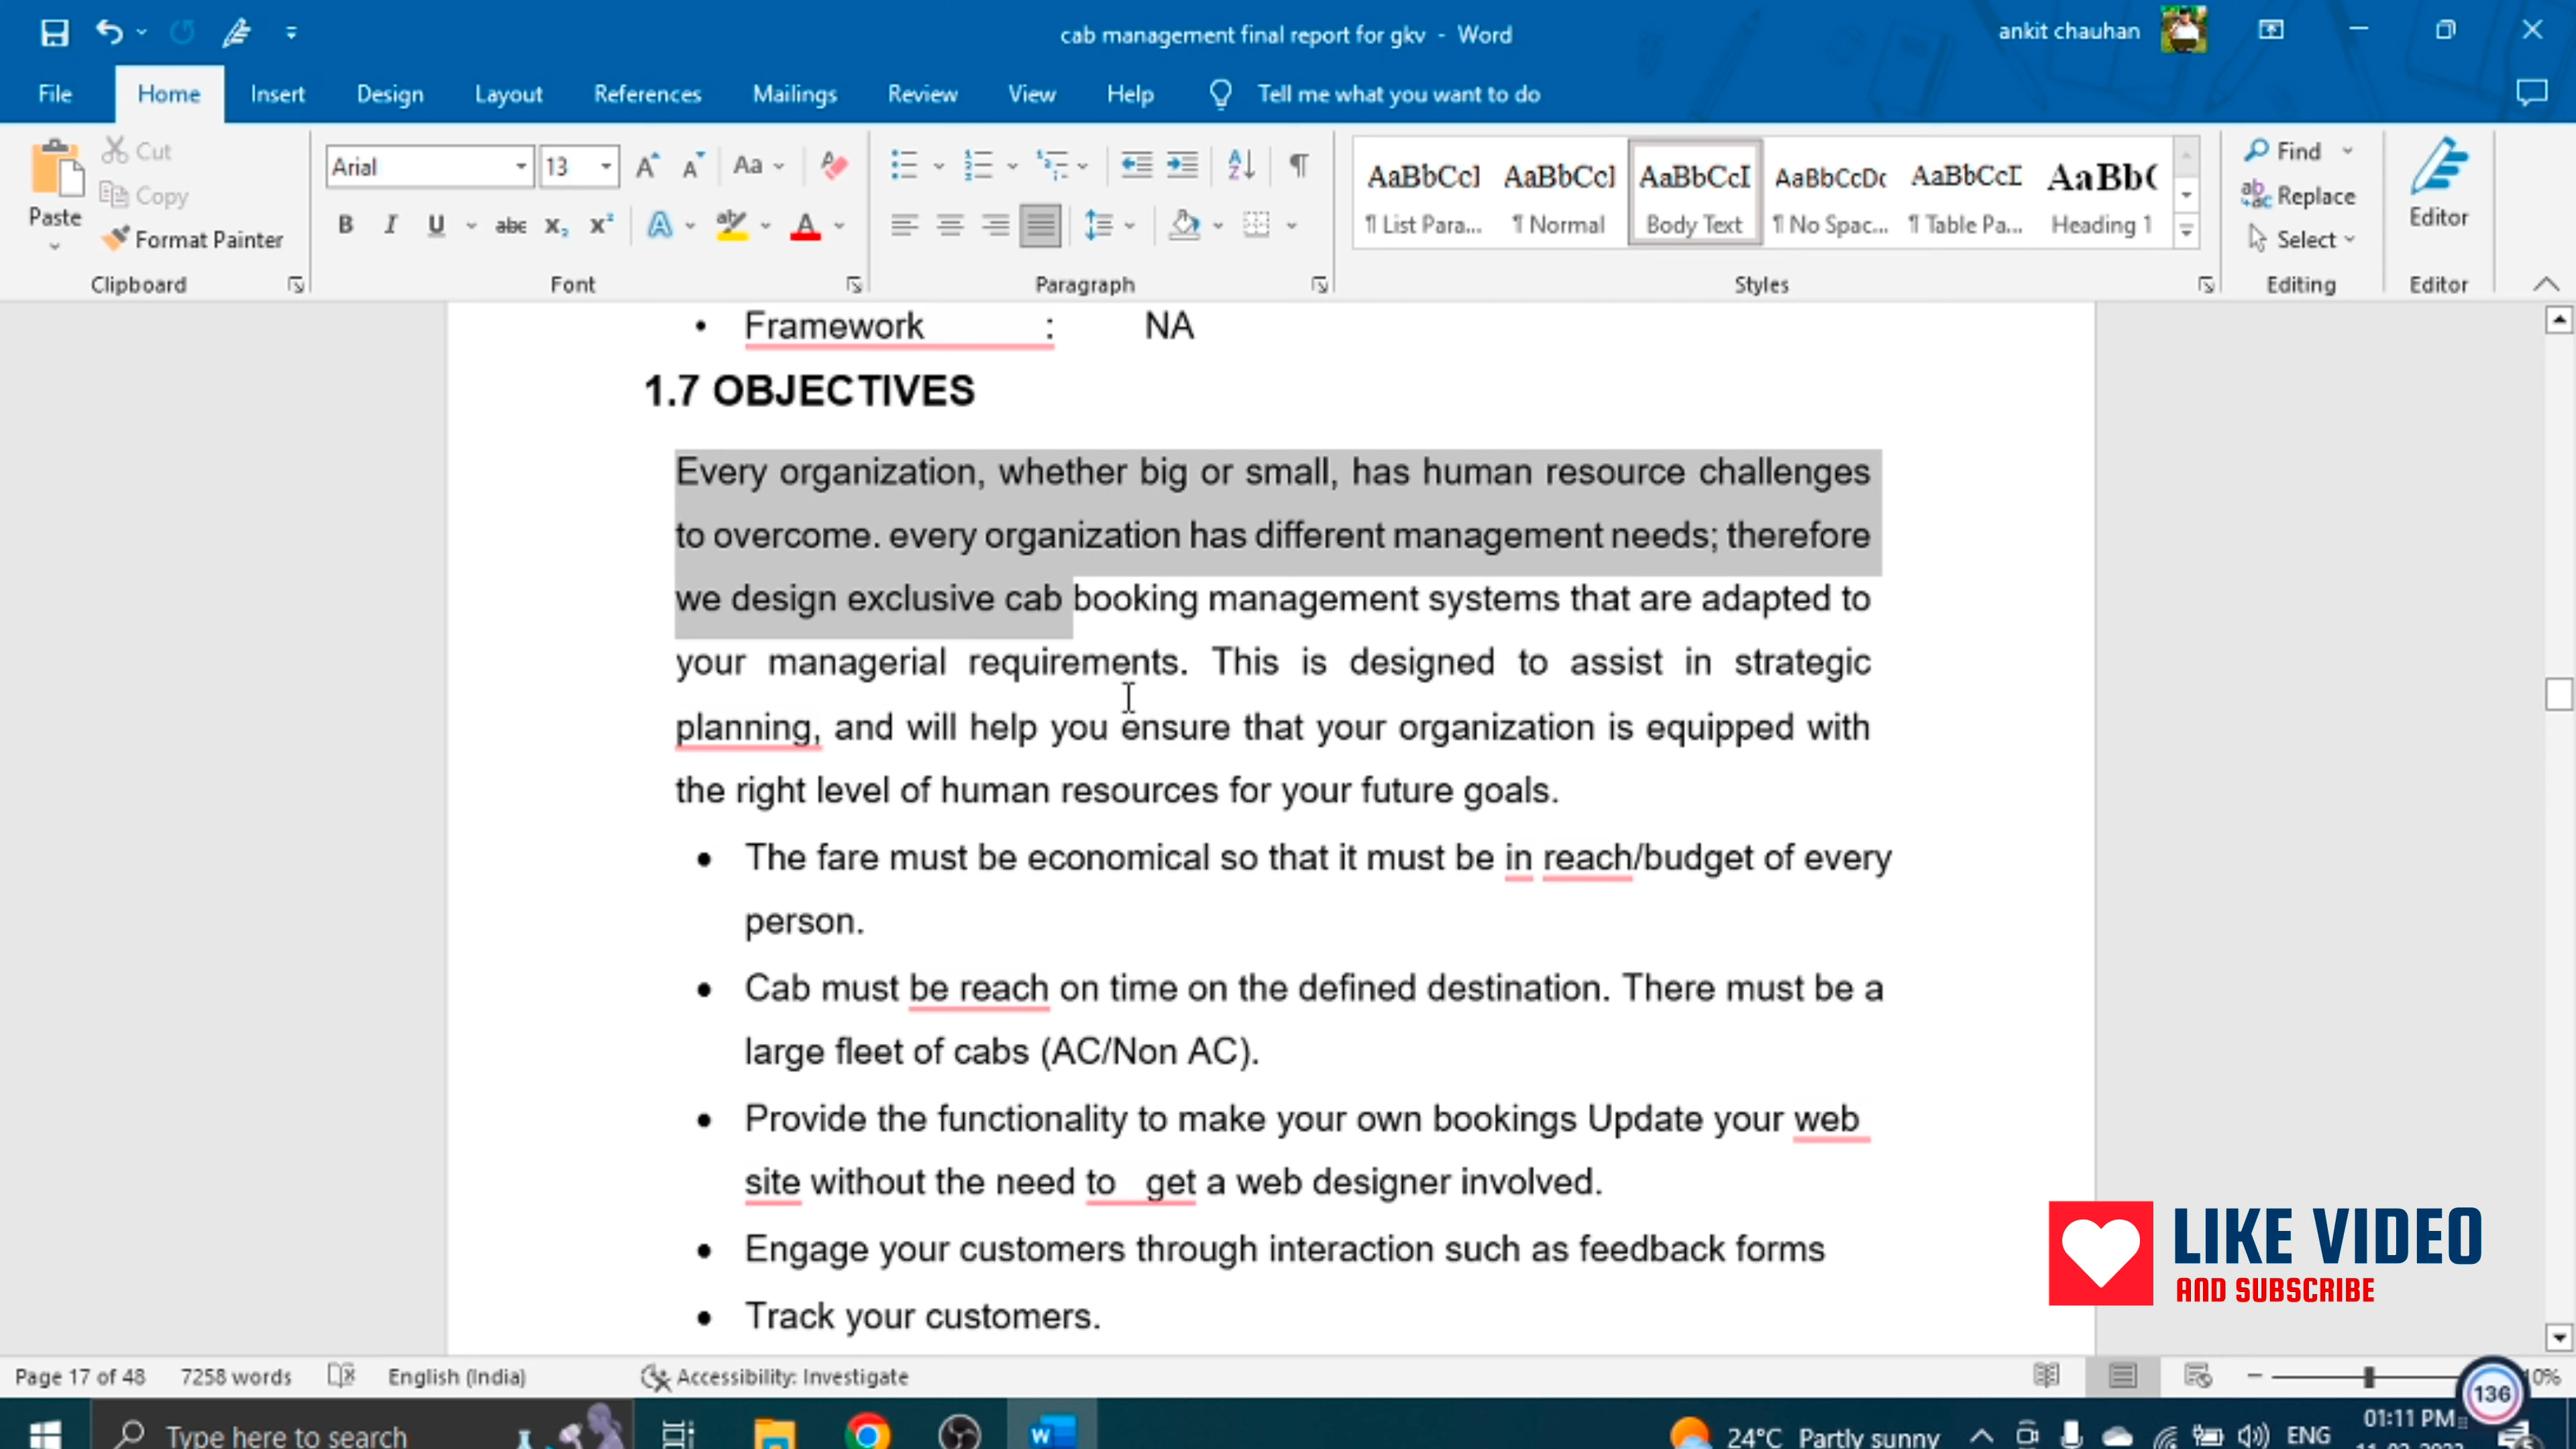 cab management final report for gkv - Word
ankit chauhan
File Home Insert Design Layout References Mailings Review View Help Tell me what you want to do
Paste
Cut
Copy
Format Painter
Clipboard
Arial 13
Font
Paragraph
AaBbCcI AaBbCcI AaBbCcI AaBbCcDc AaBbCcI AaBb(
¶ List Para... ¶ Normal Body Text ¶ No Spac... ¶ Table Pa... Heading 1
Styles
Find
Replace
Select
Editing
Editor
Editor
• Framework : NA
1.7 OBJECTIVES
Every organization, whether big or small, has human resource challenges
to overcome. every organization has different management needs; therefore
we design exclusive cab booking management systems that are adapted to
your managerial requirements. This is designed to assist in strategic
planning, and will help you ensure that your organization is equipped with
the right level of human resources for your future goals.
• The fare must be economical so that it must be in reach/budget of every
person.
• Cab must be reach on time on the defined destination. There must be a
large fleet of cabs (AC/Non AC).
• Provide the functionality to make your own bookings Update your web
site without the need to get a web designer involved.
• Engage your customers through interaction such as feedback forms
• Track your customers.
LIKE VIDEO
AND SUBSCRIBE
Page 17 of 48 7258 words English (India) Accessibility: Investigate
136
Type here to search
24°C Partly sunny
ENG
01:11 PM